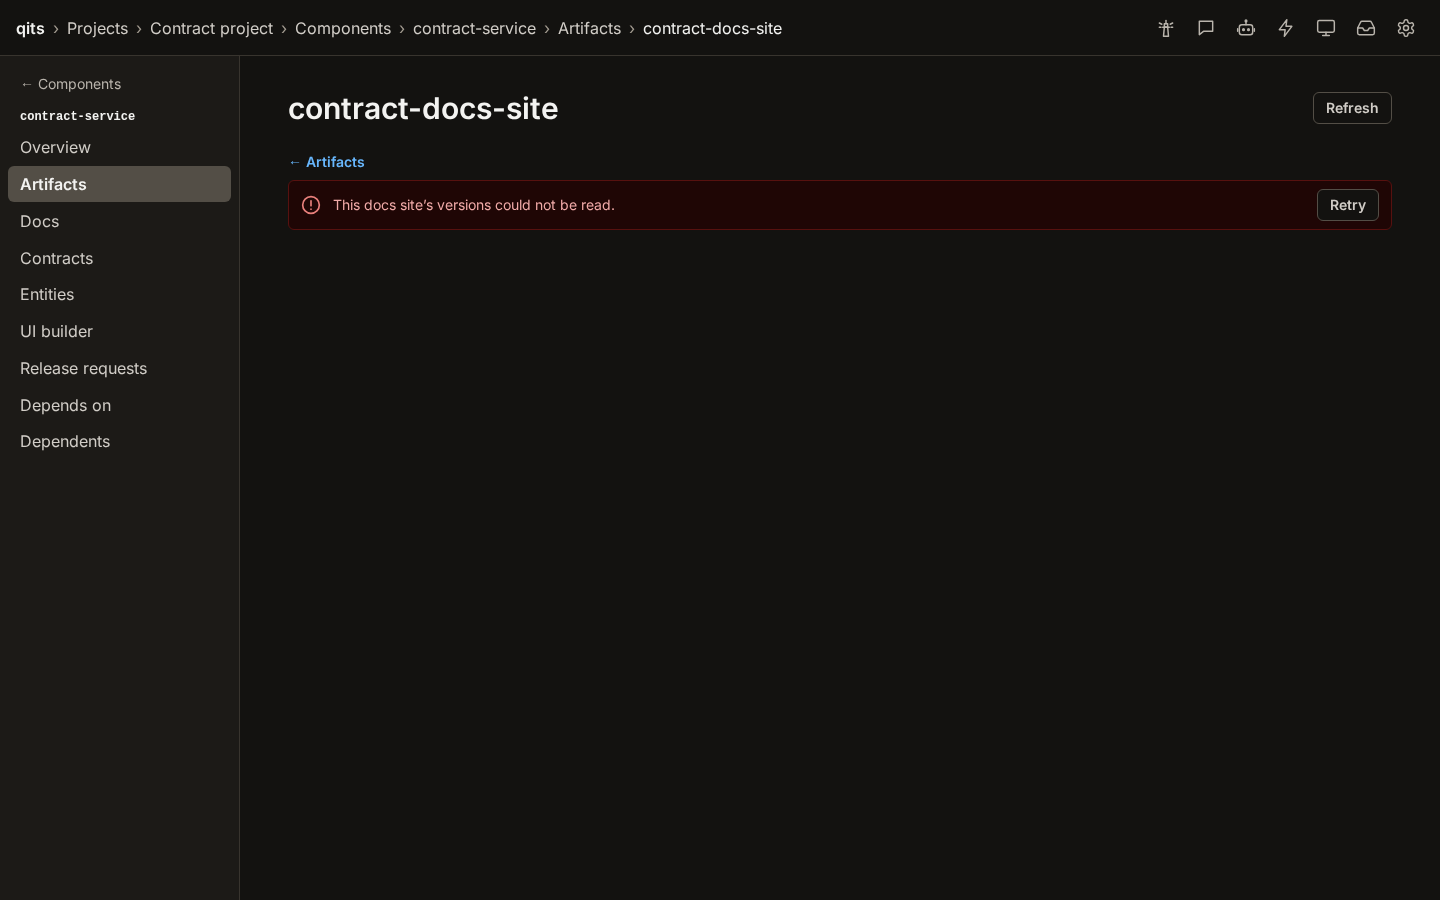 qits › Projects › Contract project › Components › contract-service › Artifacts › contract-docs-site
← Components
contract-service
Overview
Artifacts
Docs
Contracts
Entities
UI builder
Release requests
Depends on
Dependents
contract-docs-site
Refresh
← Artifacts
This docs site’s versions could not be read.
Retry